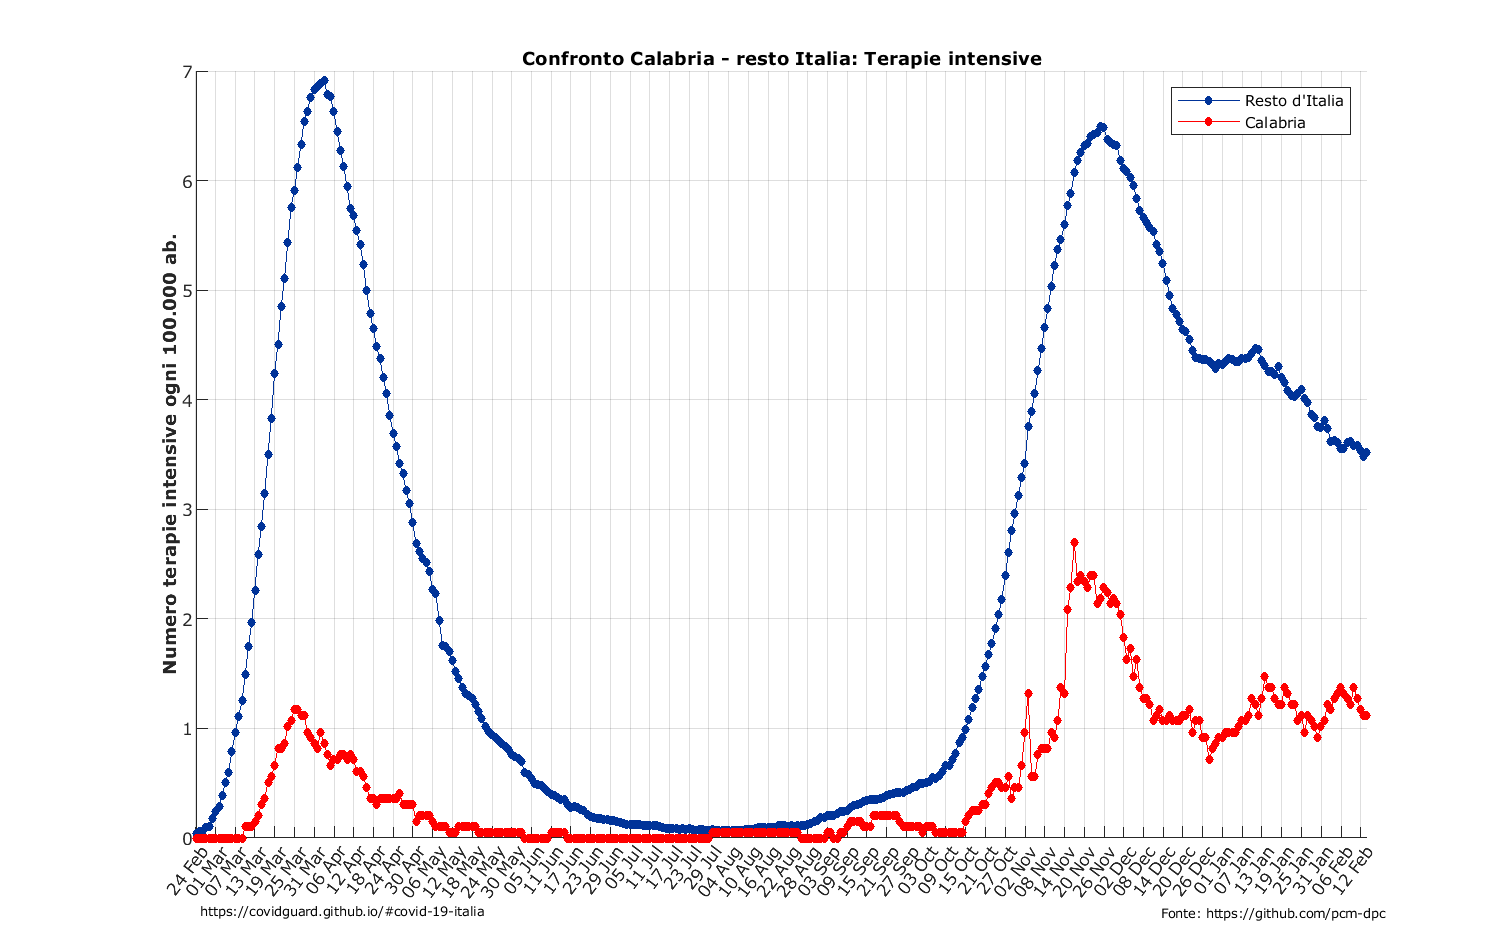 Confronto Calabria - resto Italia: Terapie intensive
Resto d'Italia
Calabria
Numero terapie intensive ogni 100.000 ab.
7
6
5
4
3
2
1
0
24 Feb
01 Mar
07 Mar
13 Mar
19 Mar
25 Mar
31 Mar
06 Apr
12 Apr
18 Apr
24 Apr
30 Apr
06 May
12 May
18 May
24 May
30 May
05 Jun
11 Jun
17 Jun
23 Jun
29 Jun
05 Jul
11 Jul
17 Jul
23 Jul
29 Jul
04 Aug
10 Aug
16 Aug
22 Aug
28 Aug
03 Sep
09 Sep
15 Sep
21 Sep
27 Sep
03 Oct
09 Oct
15 Oct
21 Oct
27 Oct
02 Nov
08 Nov
14 Nov
20 Nov
26 Nov
02 Dec
08 Dec
14 Dec
20 Dec
26 Dec
01 Jan
07 Jan
13 Jan
19 Jan
25 Jan
31 Jan
06 Feb
12 Feb
https://covidguard.github.io/#covid-19-italia
Fonte: https://github.com/pcm-dpc